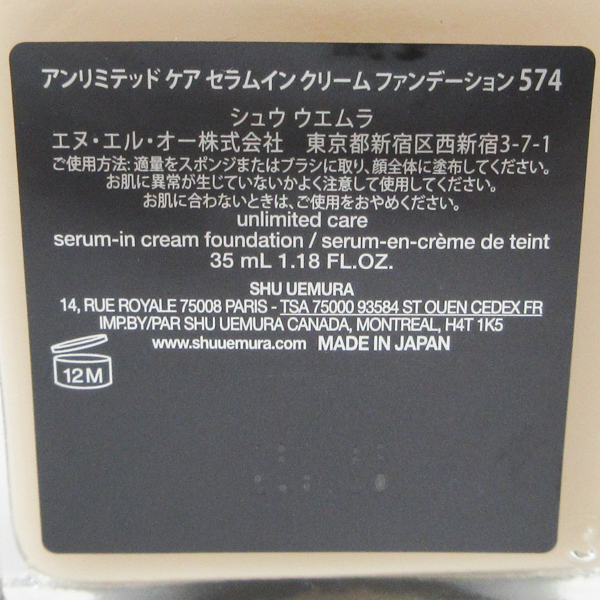 アンリミテッド ケア セラムイン クリーム ファンデーション 574
シュウ ウエムラ
エヌ・エル・オー株式会社 東京都新宿区西新宿3-7-1
ご使用方法: 適量をスポンジまたはブラシに取り、顔全体に塗布してください。
お肌に異常が生じていないかよく注意して使用してください。
お肌に合わないときは、ご使用をおやめください。
unlimited care
serum-in cream foundation / serum-en-crème de teint
35 mL 1.18 FL.OZ.
SHU UEMURA
14, RUE ROYALE 75008 PARIS - TSA 75000 93584 ST OUEN CEDEX FR
IMP.BY/PAR SHU UEMURA CANADA, MONTREAL, H4T 1K5
www.shuuemura.com MADE IN JAPAN
12M